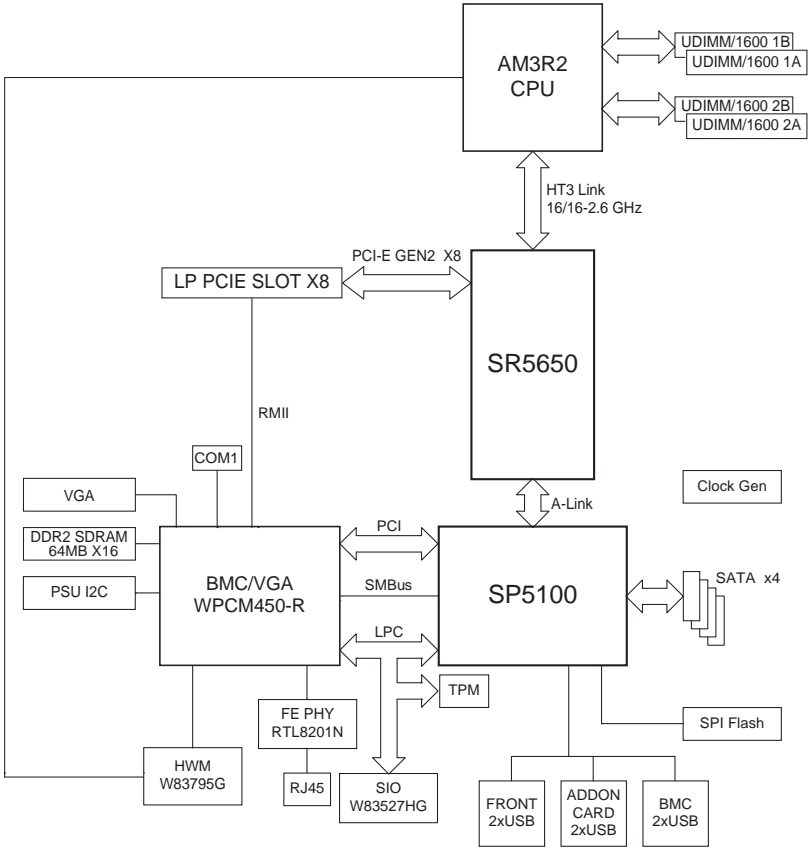 AM3R2
CPU
UDIMM/1600 1B
UDIMM/1600 1A
UDIMM/1600 2B
UDIMM/1600 2A
HT3 Link
16/16-2.6 GHz
PCI-E GEN2 X8
LP PCIE SLOT X8
SR5650
RMII
COM1
A-Link
Clock Gen
VGA
DDR2 SDRAM
64MB X16
PSU I2C
BMC/VGA
WPCM450-R
PCI
SMBus
LPC
SP5100
SATA x4
TPM
FE PHY
RTL8201N
SPI Flash
HWM
W83795G
RJ45
SIO
W83527HG
FRONT
2xUSB
ADDON
CARD
2xUSB
BMC
2xUSB